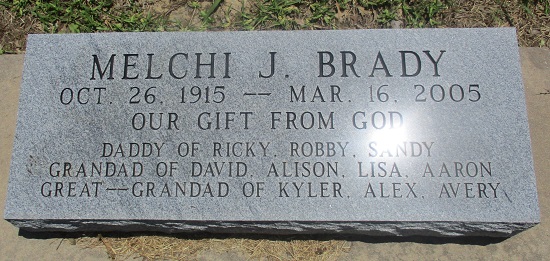 MELCHI J. BRADY
OCT. 26, 1915 -- MAR. 16, 2005
OUR GIFT FROM GOD
DADDY OF RICKY, ROBBY, SANDY
GRANDAD OF DAVID, ALISON, LISA, AARON
GREAT--GRANDAD OF KYLER, ALEX, AVERY